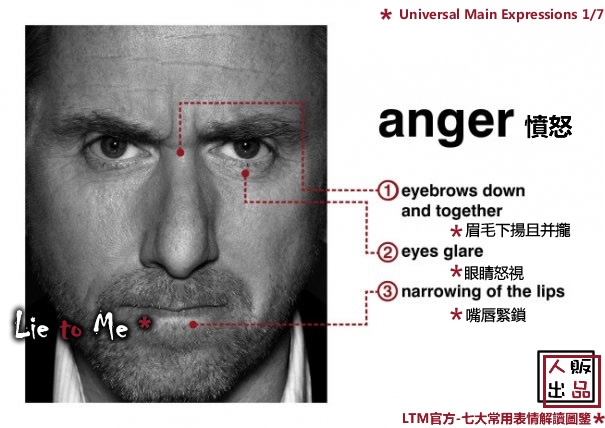 * Universal Main Expressions 1/7
anger 憤怒
① eyebrows down
and together
*眉毛下揚且并攏
② eyes glare
*眼睛怒視
③ narrowing of the lips
*嘴唇緊鎖
Lie to Me *
人販
出品
LTM官方-七大常用表情解讀圖鑒*